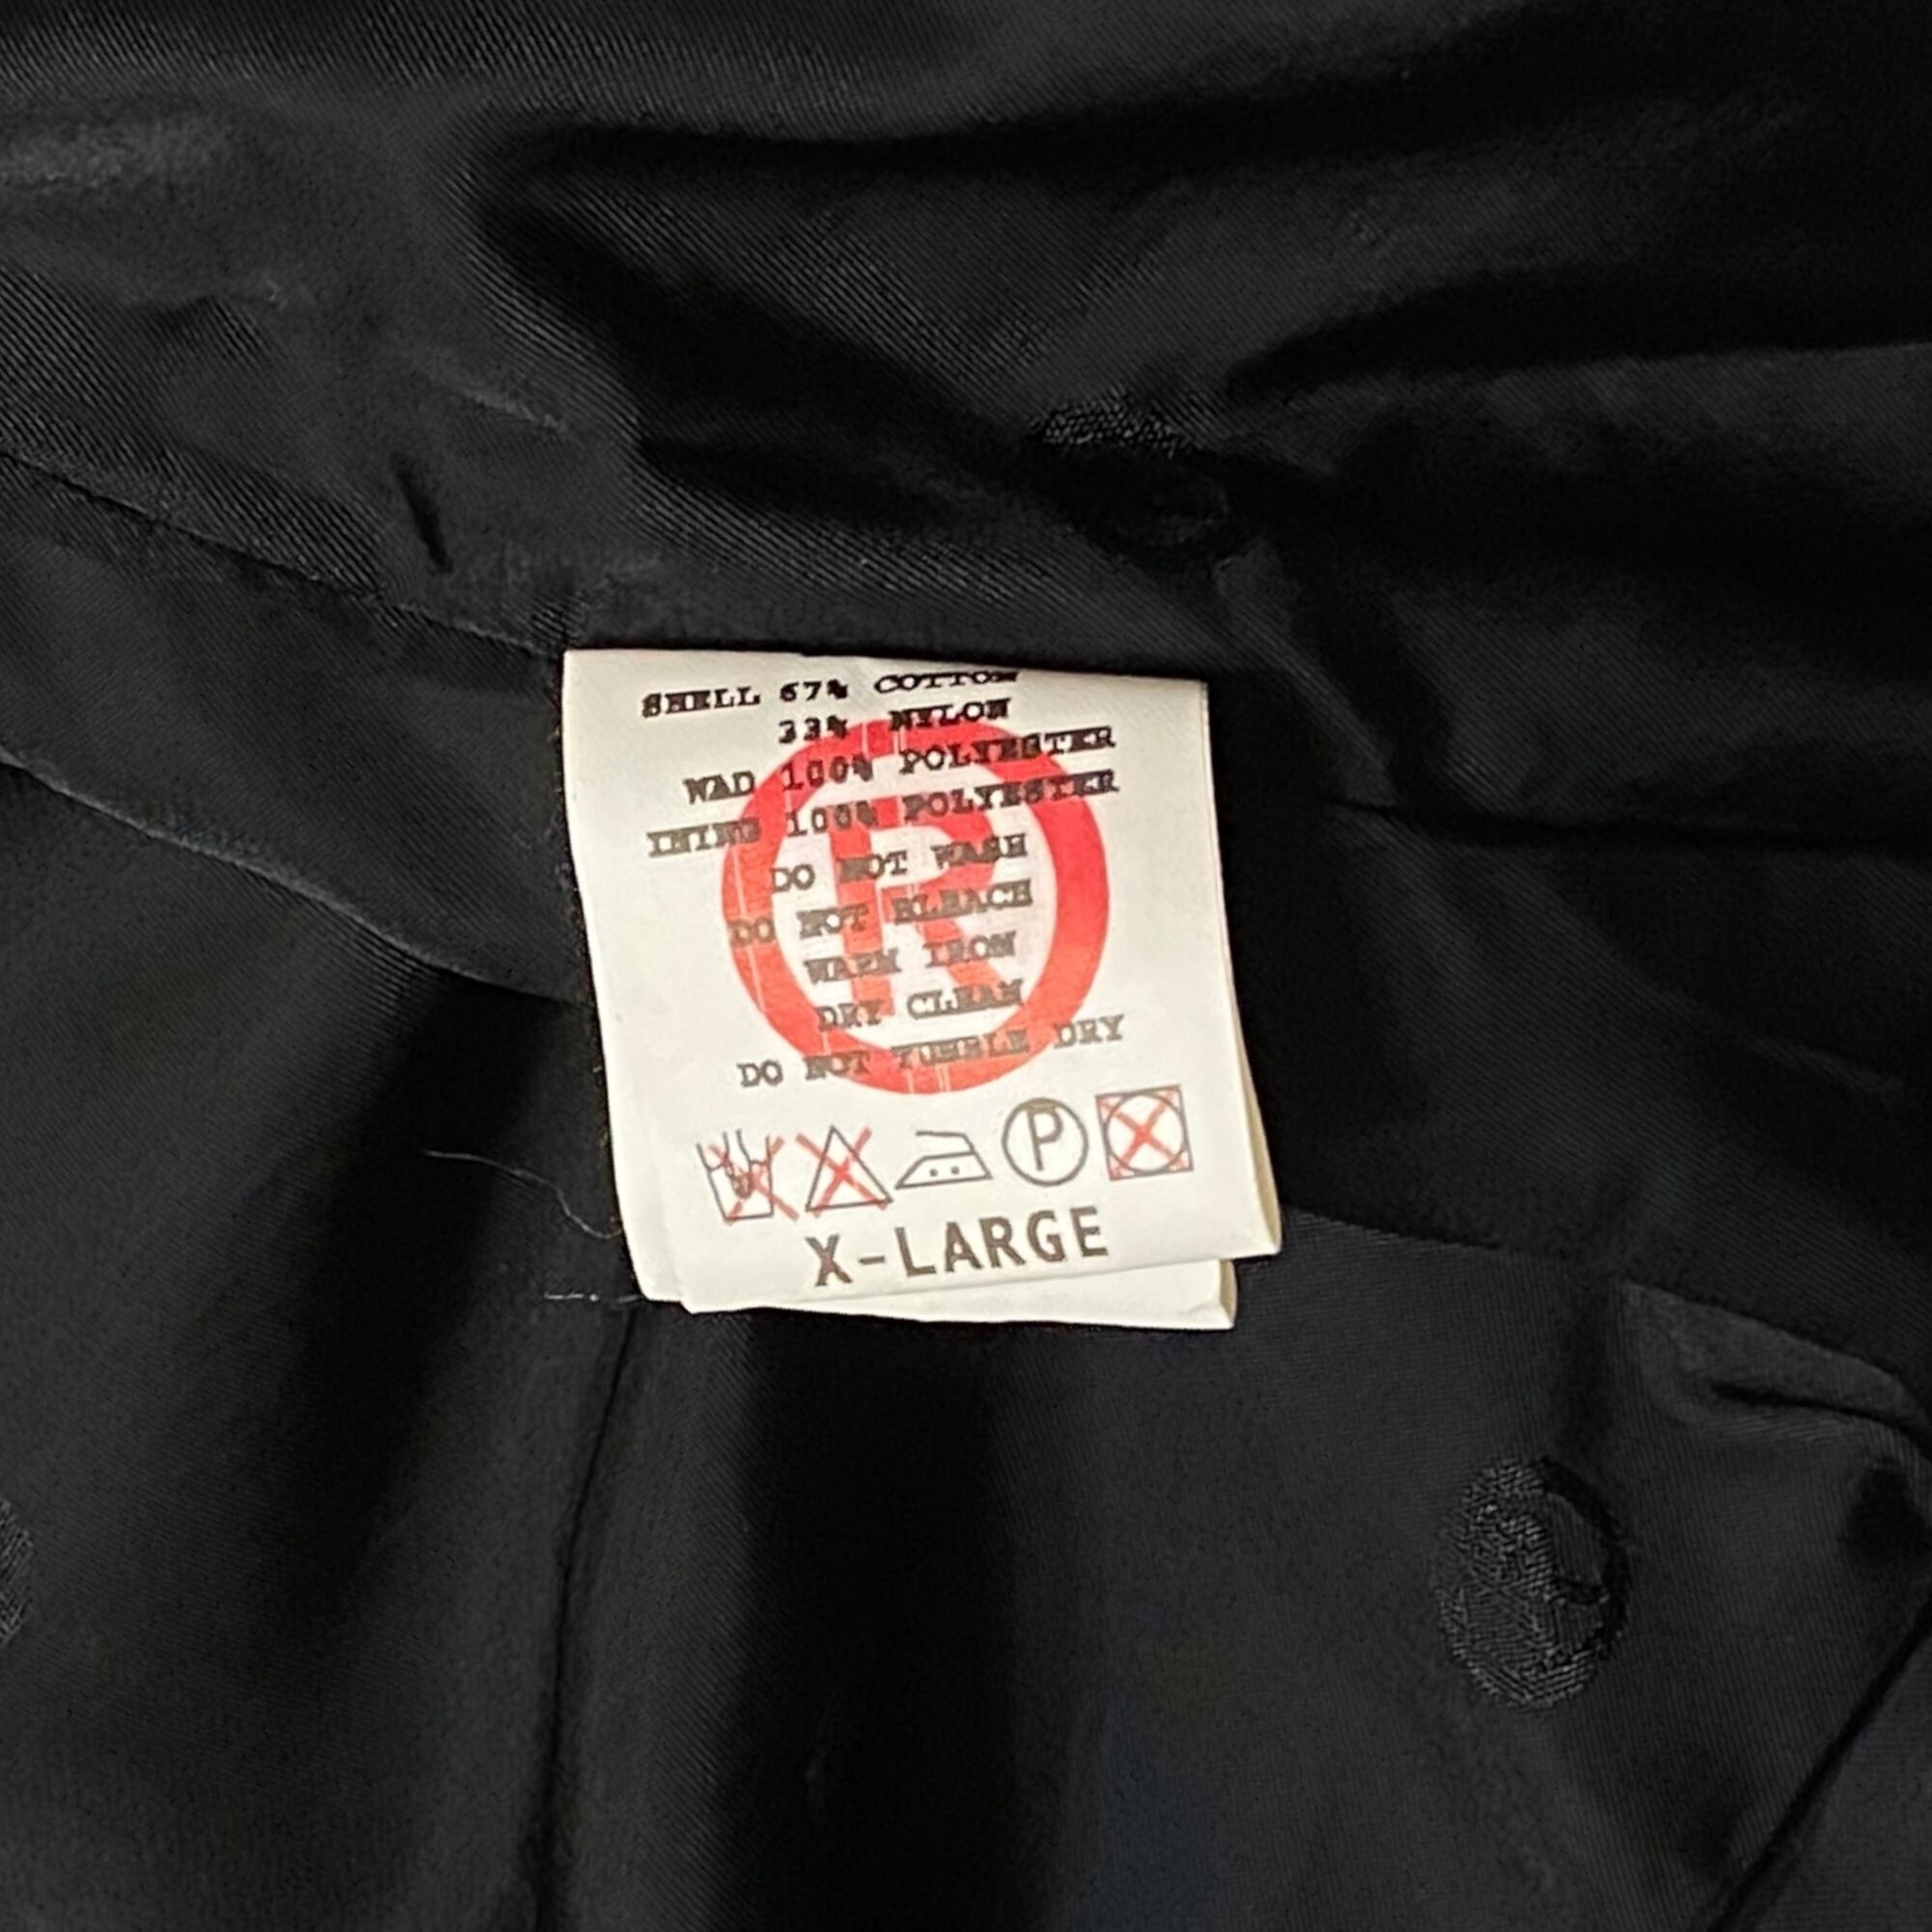 SHELL 67% COTTON
33% NYLON
WAD 100% POLYESTER
INING 100% POLYESTER
DO NOT WASH
DO NOT BLEACH
WARM IRON
DRY CLEAN
DO NOT TUMBLE DRY
P
X-LARGE
R